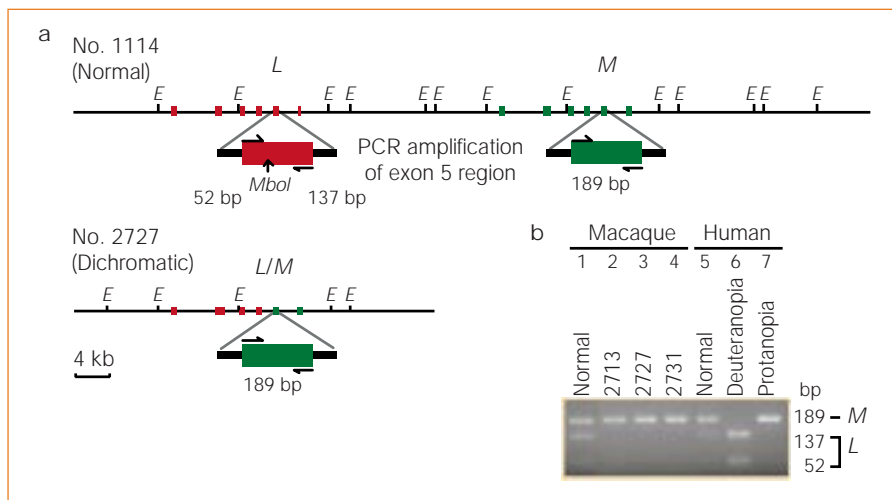 a
No. 1114
(Normal)
L
M
E E E E E E E E E E E E E
PCR amplification
of exon 5 region
MboI
52 bp
137 bp
189 bp
No. 2727
(Dichromatic)
L/M
E E E E E
189 bp
4 kb
b
Macaque Human
1 2 3 4 5 6 7
Normal
2713
2727
2731
Normal
Deuteranopia
Protanopia
bp
189 M
137 L
52